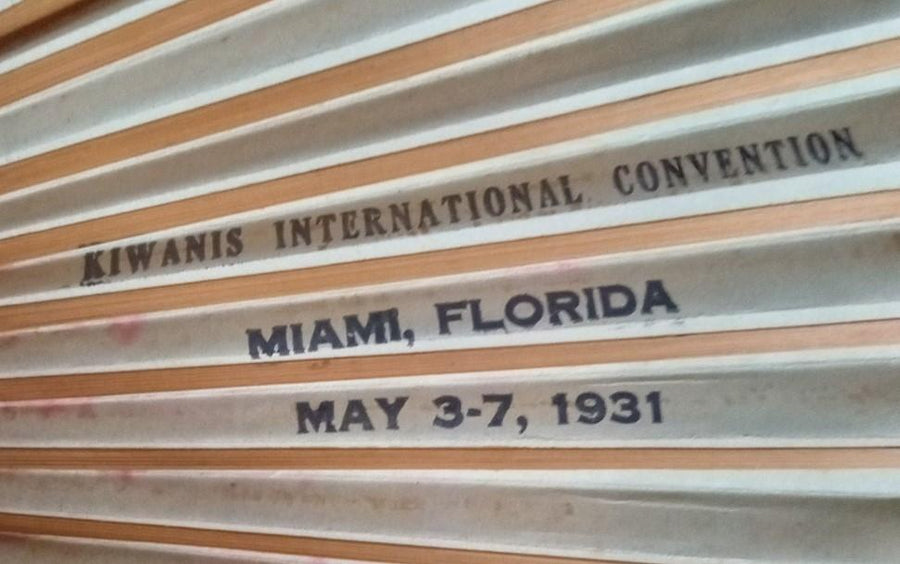 KIWANIS INTERNATIONAL CONVENTION
MIAMI, FLORIDA
MAY 3-7, 1931